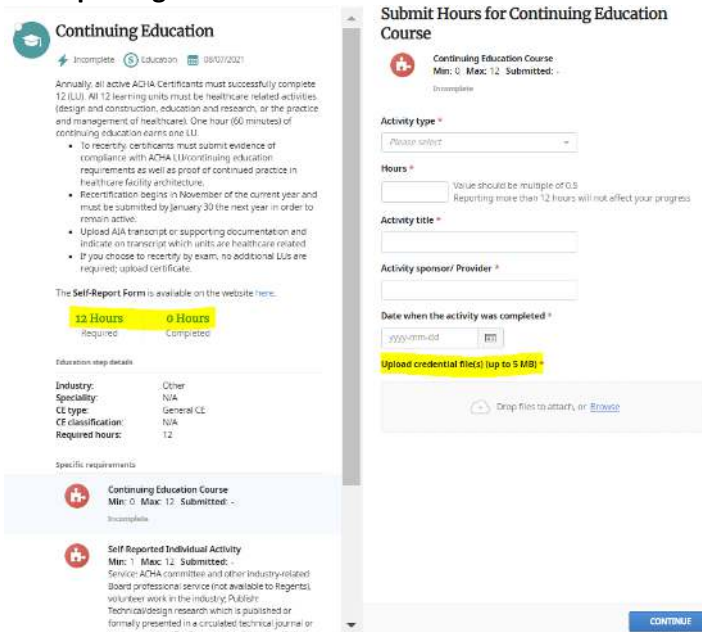 Continuing Education
Incomplete Education 08/07/2021
Annually, all active ACHA Certificants must successfully complete
12 (LU). All 12 learning units must be healthcare related activities
(design and construction, education and research, or the practice
and management of healthcare). One hour (60 minutes) of
continuing education earns one LU.
To recertify, certificants must submit evidence of
compliance with ACHA LU/continuing education
requirements as well as proof of continued practice in
healthcare facility architecture.
Recertification begins in November of the current year and
must be submitted by January 30 the next year in order to
remain active.
Upload AIA transcript or supporting documentation and
indicate on transcript which units are healthcare related
If you choose to recertify by exam, no additional LUs are
required; upload certificate.
The Self-Report Form is available on the website here.
12 Hours 0 Hours
Required Completed
Education step details
Industry: Other
Speciality: N/A
CE type: General CE
CE classification: N/A
Required hours: 12
Specific requirements
Continuing Education Course
Min: 0 Max: 12 Submitted: -
Incomplete
Self-Reported Individual Activity
Min: 1 Max: 12 Submitted: -
Service: ACHA committee and other industry-related
Board professional service (not available to Regents),
volunteer work in the industry; Publish:
Technical/design research which is published or
formally presented in a circulated technical journal or
Submit Hours for Continuing Education
Course
Continuing Education Course
Min: 0 Max: 12 Submitted: -
Incomplete
Activity type *
Please select
Hours *
Value should be multiple of 0.5
Reporting more than 12 hours will not affect your progress
Activity title *
Activity sponsor/ Provider *
Date when the activity was completed *
yyyy-mm-dd
Upload credential file(s) (up to 5 MB) *
Drop files to attach, or Browse
CONTINUE